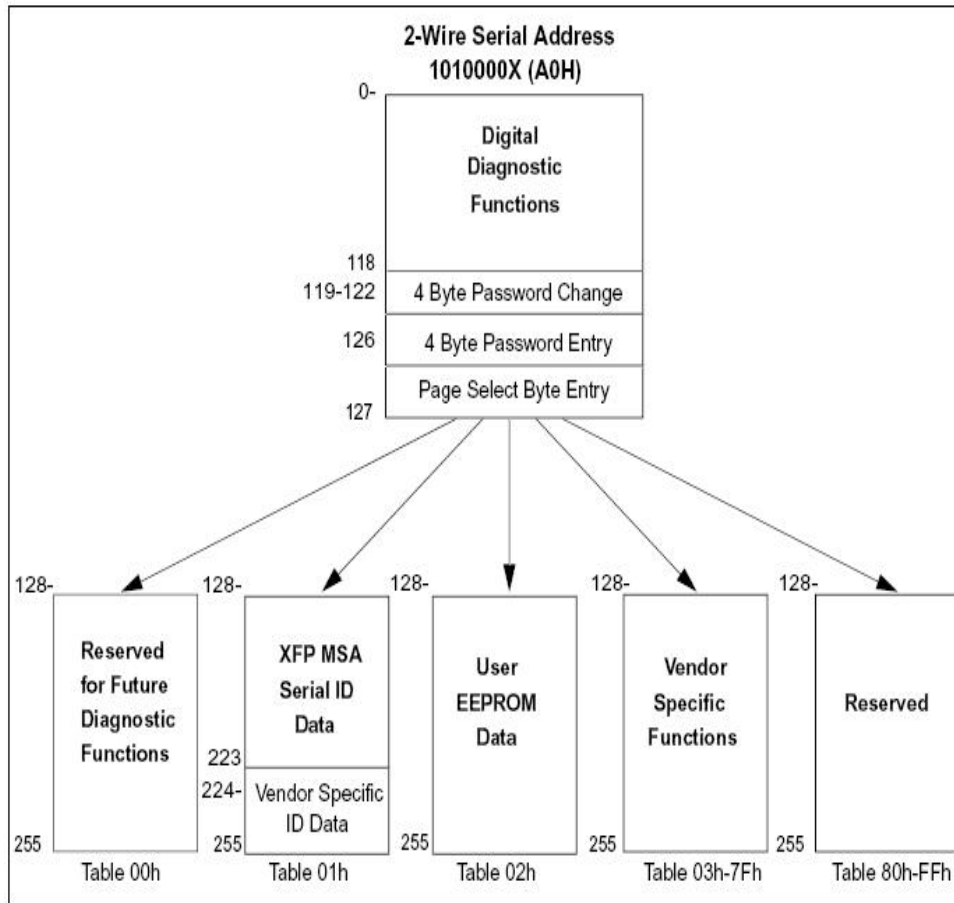 2-Wire Serial Address
1010000X (A0H)
0-
Digital
Diagnostic
Functions
118
119-122
4 Byte Password Change
126
4 Byte Password Entry
Page Select Byte Entry
127
128-
128-
128-
128-
128-
Reserved
for Future
Diagnostic
Functions
255
Table 00h
XFP MSA
Serial ID
Data
223
224-
Vendor Specific
ID Data
255
Table 01h
User
EEPROM
Data
255
Table 02h
Vendor
Specific
Functions
255
Table 03h-7Fh
Reserved
255
Table 80h-FFh